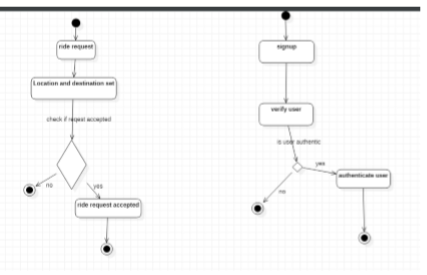 ride request
Location and destination set
check if reqest accepted
no
yes
ride request accepted
signup
verify user
is user authentic
yes
no
authenticate user